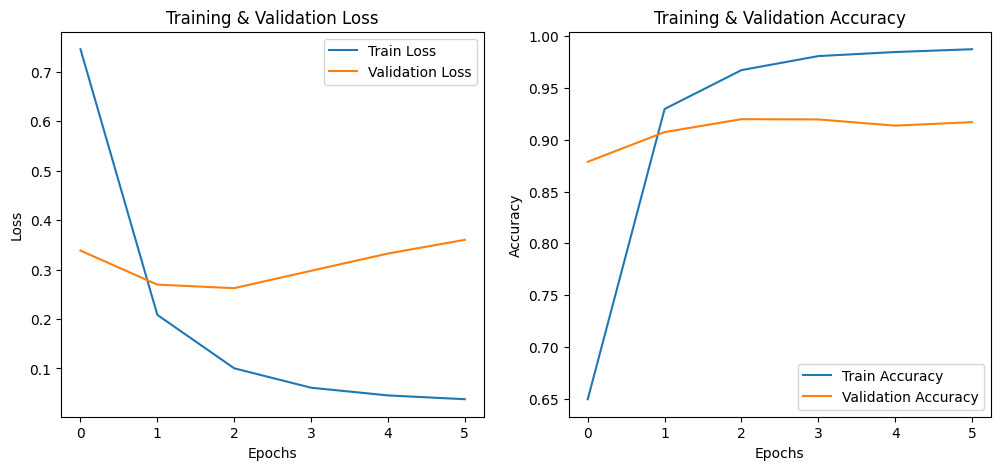 Training & Validation Loss
Train Loss
Validation Loss
0.7
0.6
0.5
0.4
0.3
0.2
0.1
Loss
0 1 2 3 4 5
Epochs
Training & Validation Accuracy
1.00
0.95
0.90
0.85
0.80
0.75
0.70
0.65
Accuracy
Train Accuracy
Validation Accuracy
0 1 2 3 4 5
Epochs